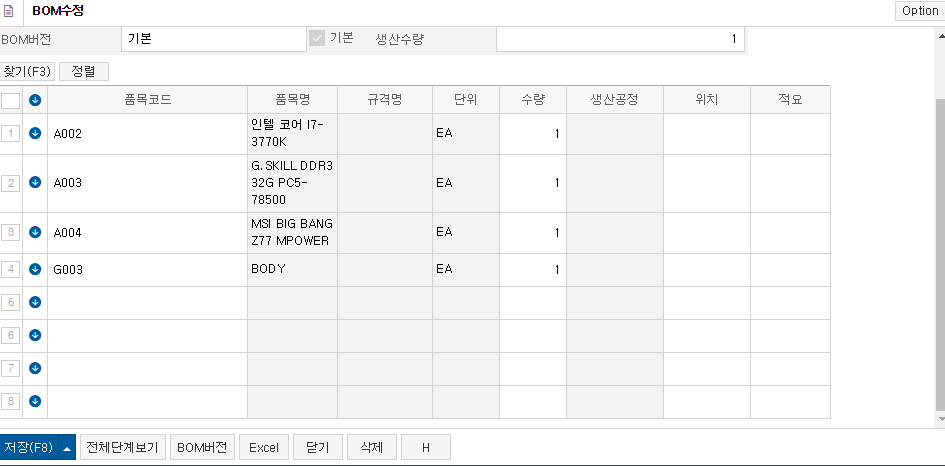 BOM수정
Option
BOM버전 기본 기본 생산수량 1
찾기(F3) 정렬
품목코드 품목명 규격명 단위 수량 생산공정 위치 적요
1 A002 인텔 코어 I7-
3770K EA 1
2 A003 G.SKILL DDR3
32G PC5-
78500 EA 1
3 A004 MSI BIG BANG
Z77 MPOWER EA 1
4 G003 BODY EA 1
5
6
7
8
저장(F8) 전체단계보기 BOM버전 Excel 닫기 삭제 H